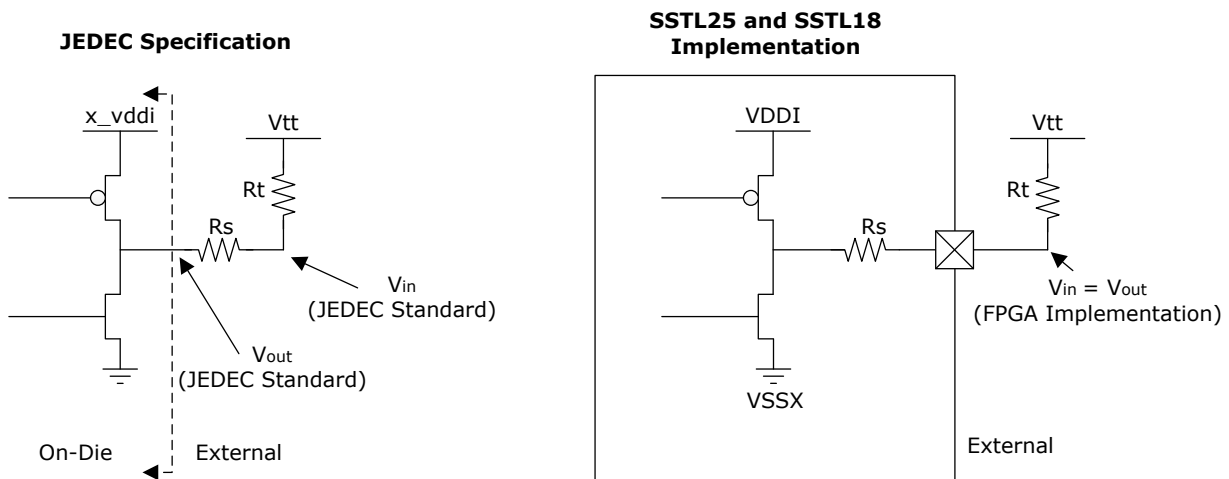 JEDEC Specification
x_vddi
Vtt
Rt
Rs
Vin
(JEDEC Standard)
Vout
(JEDEC Standard)
On-Die
External
SSTL25 and SSTL18
Implementation
VDDI
Vtt
Rt
Rs
Vin = Vout
(FPGA Implementation)
VSSX
External